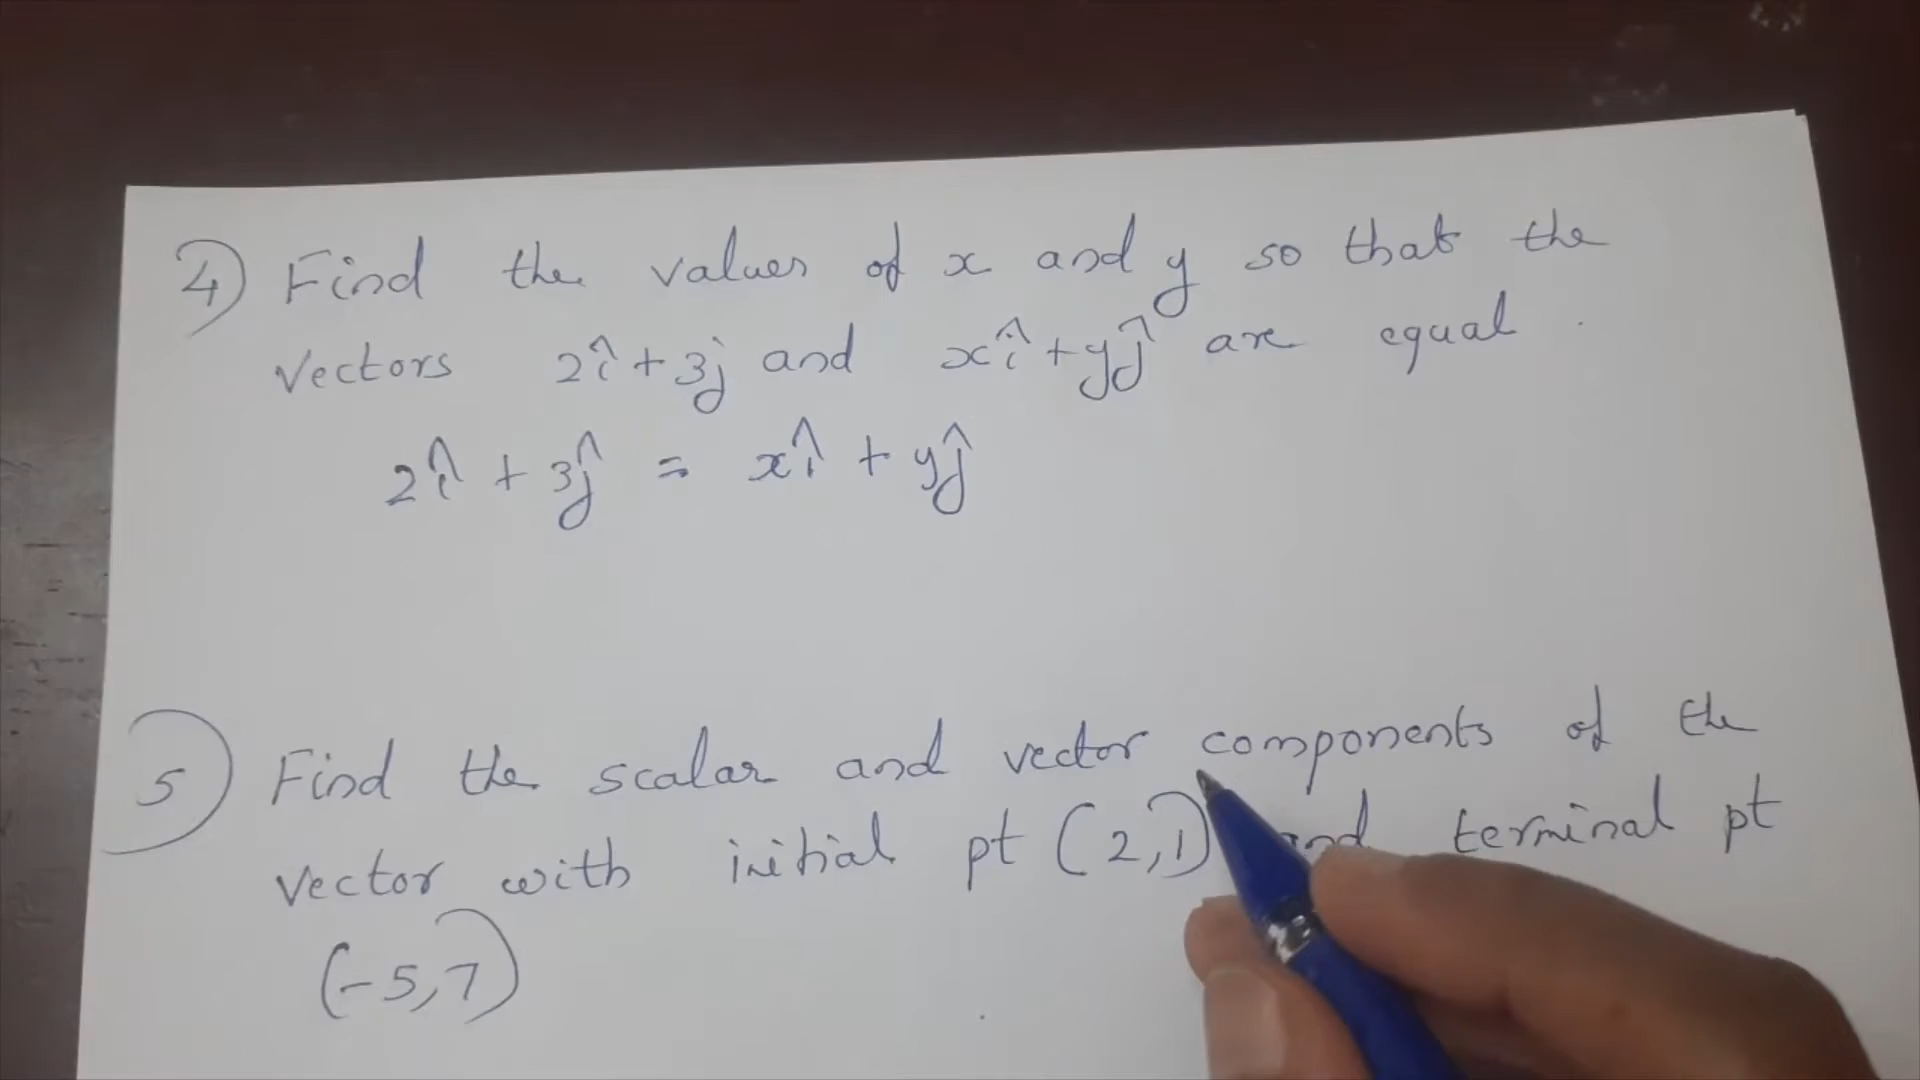 4) Find the values of x and y so that the
Vectors 2î + 3j and xî + yĵ are equal.
2î + 3ĵ = xî + yĵ
5) Find the scalar and vector components of the
vector with initial pt (2,1) and terminal pt
(-5,7)